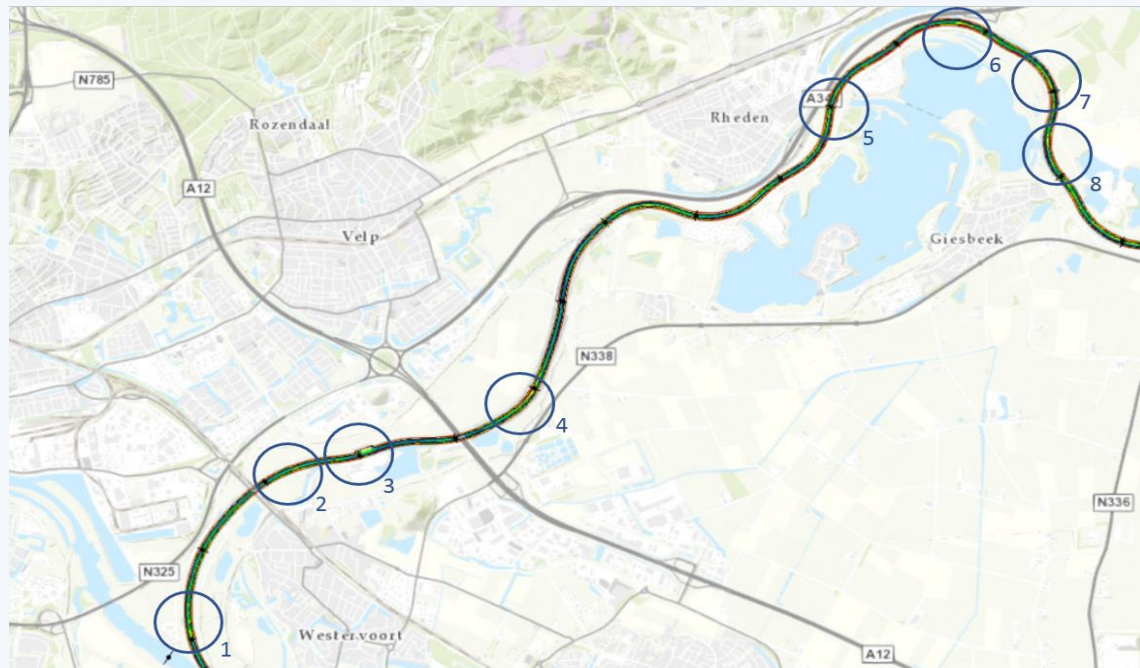 N785
Rozendaal
A12
Velp
Rheden
A34
6
7
5
8
Giesbeek
N338
4
2
3
N336
N325
Westervoort
1
A12